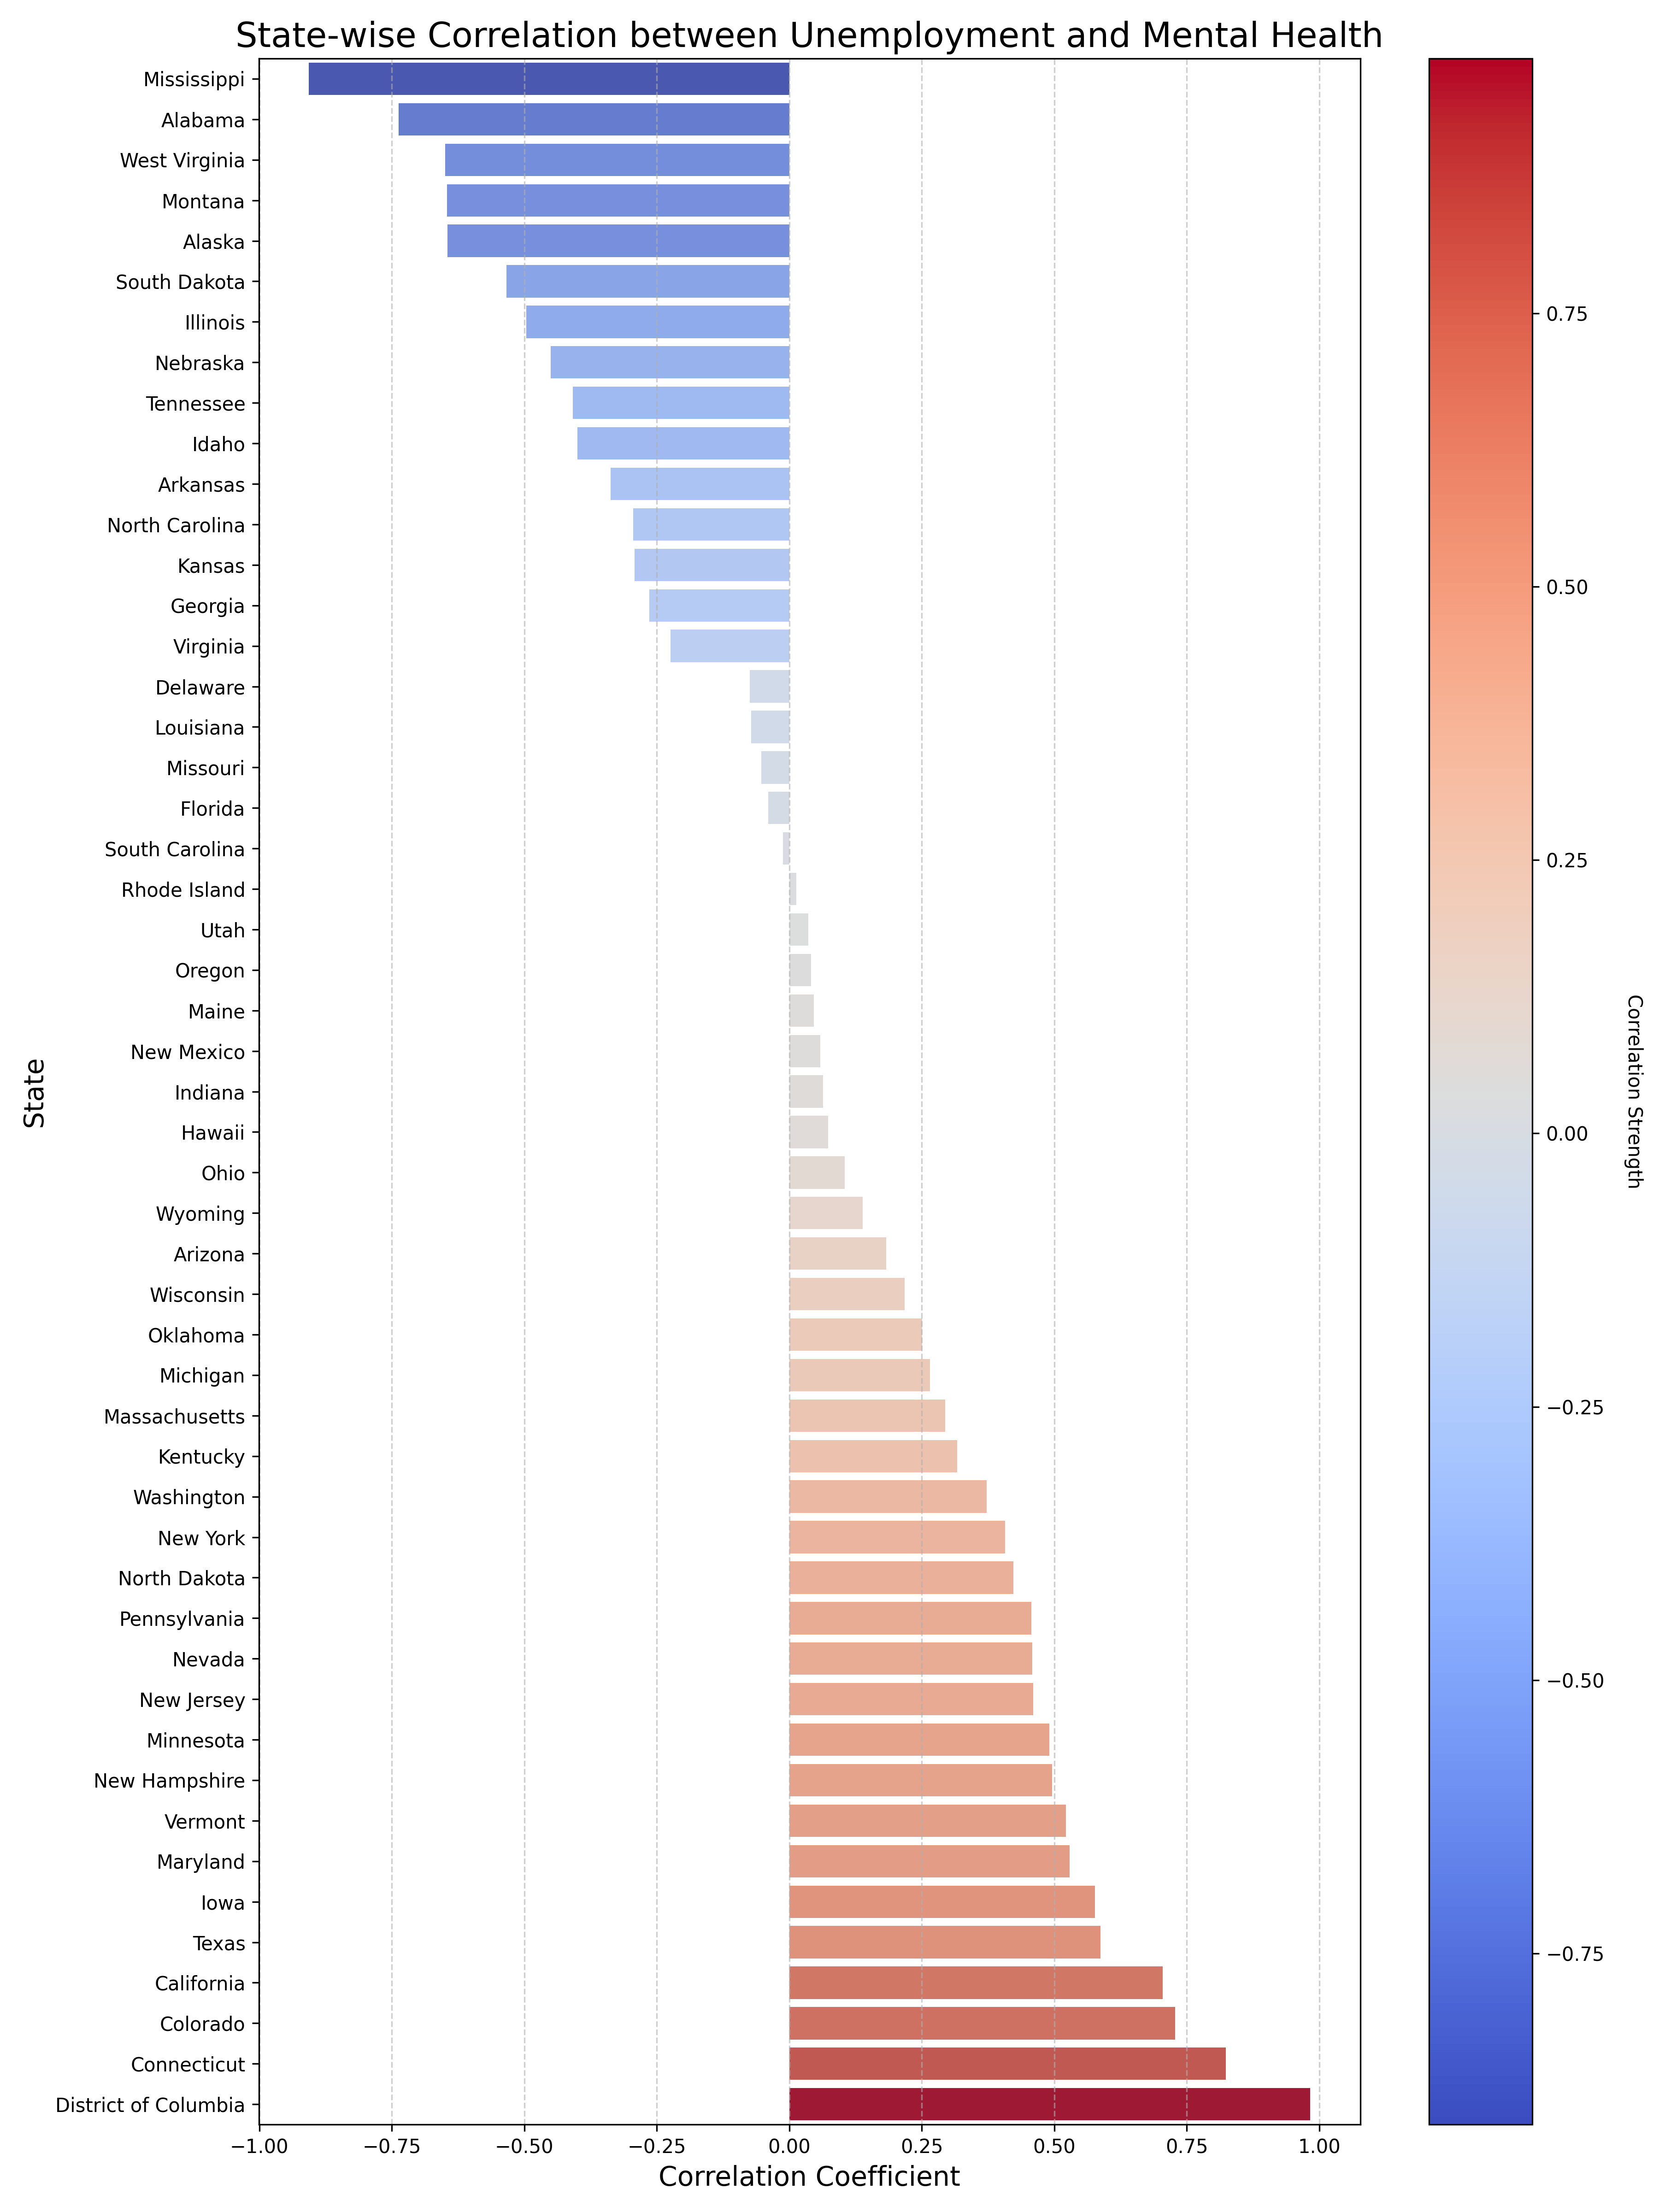 State-wise Correlation between Unemployment and Mental Health
State
Mississippi
Alabama
West Virginia
Montana
Alaska
South Dakota
Illinois
Nebraska
Tennessee
Idaho
Arkansas
North Carolina
Kansas
Georgia
Virginia
Delaware
Louisiana
Missouri
Florida
South Carolina
Rhode Island
Utah
Oregon
Maine
New Mexico
Indiana
Hawaii
Ohio
Wyoming
Arizona
Wisconsin
Oklahoma
Michigan
Massachusetts
Kentucky
Washington
New York
North Dakota
Pennsylvania
Nevada
New Jersey
Minnesota
New Hampshire
Vermont
Maryland
Iowa
Texas
California
Colorado
Connecticut
District of Columbia
−1.00 −0.75 −0.50 −0.25 0.00 0.25 0.50 0.75 1.00
Correlation Coefficient
0.75
0.50
0.25
0.00
−0.25
−0.50
−0.75
Correlation Strength